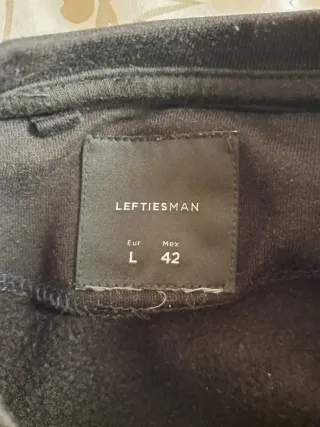 LEFTIESMAN
Eur Mex
L 42